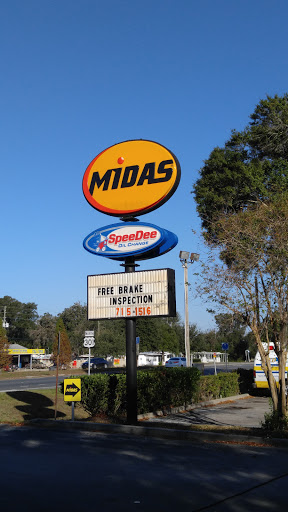 MIDAS
SpeeDee
OIL CHANGE
FREE BRAKE
INSPECTION
715-1516